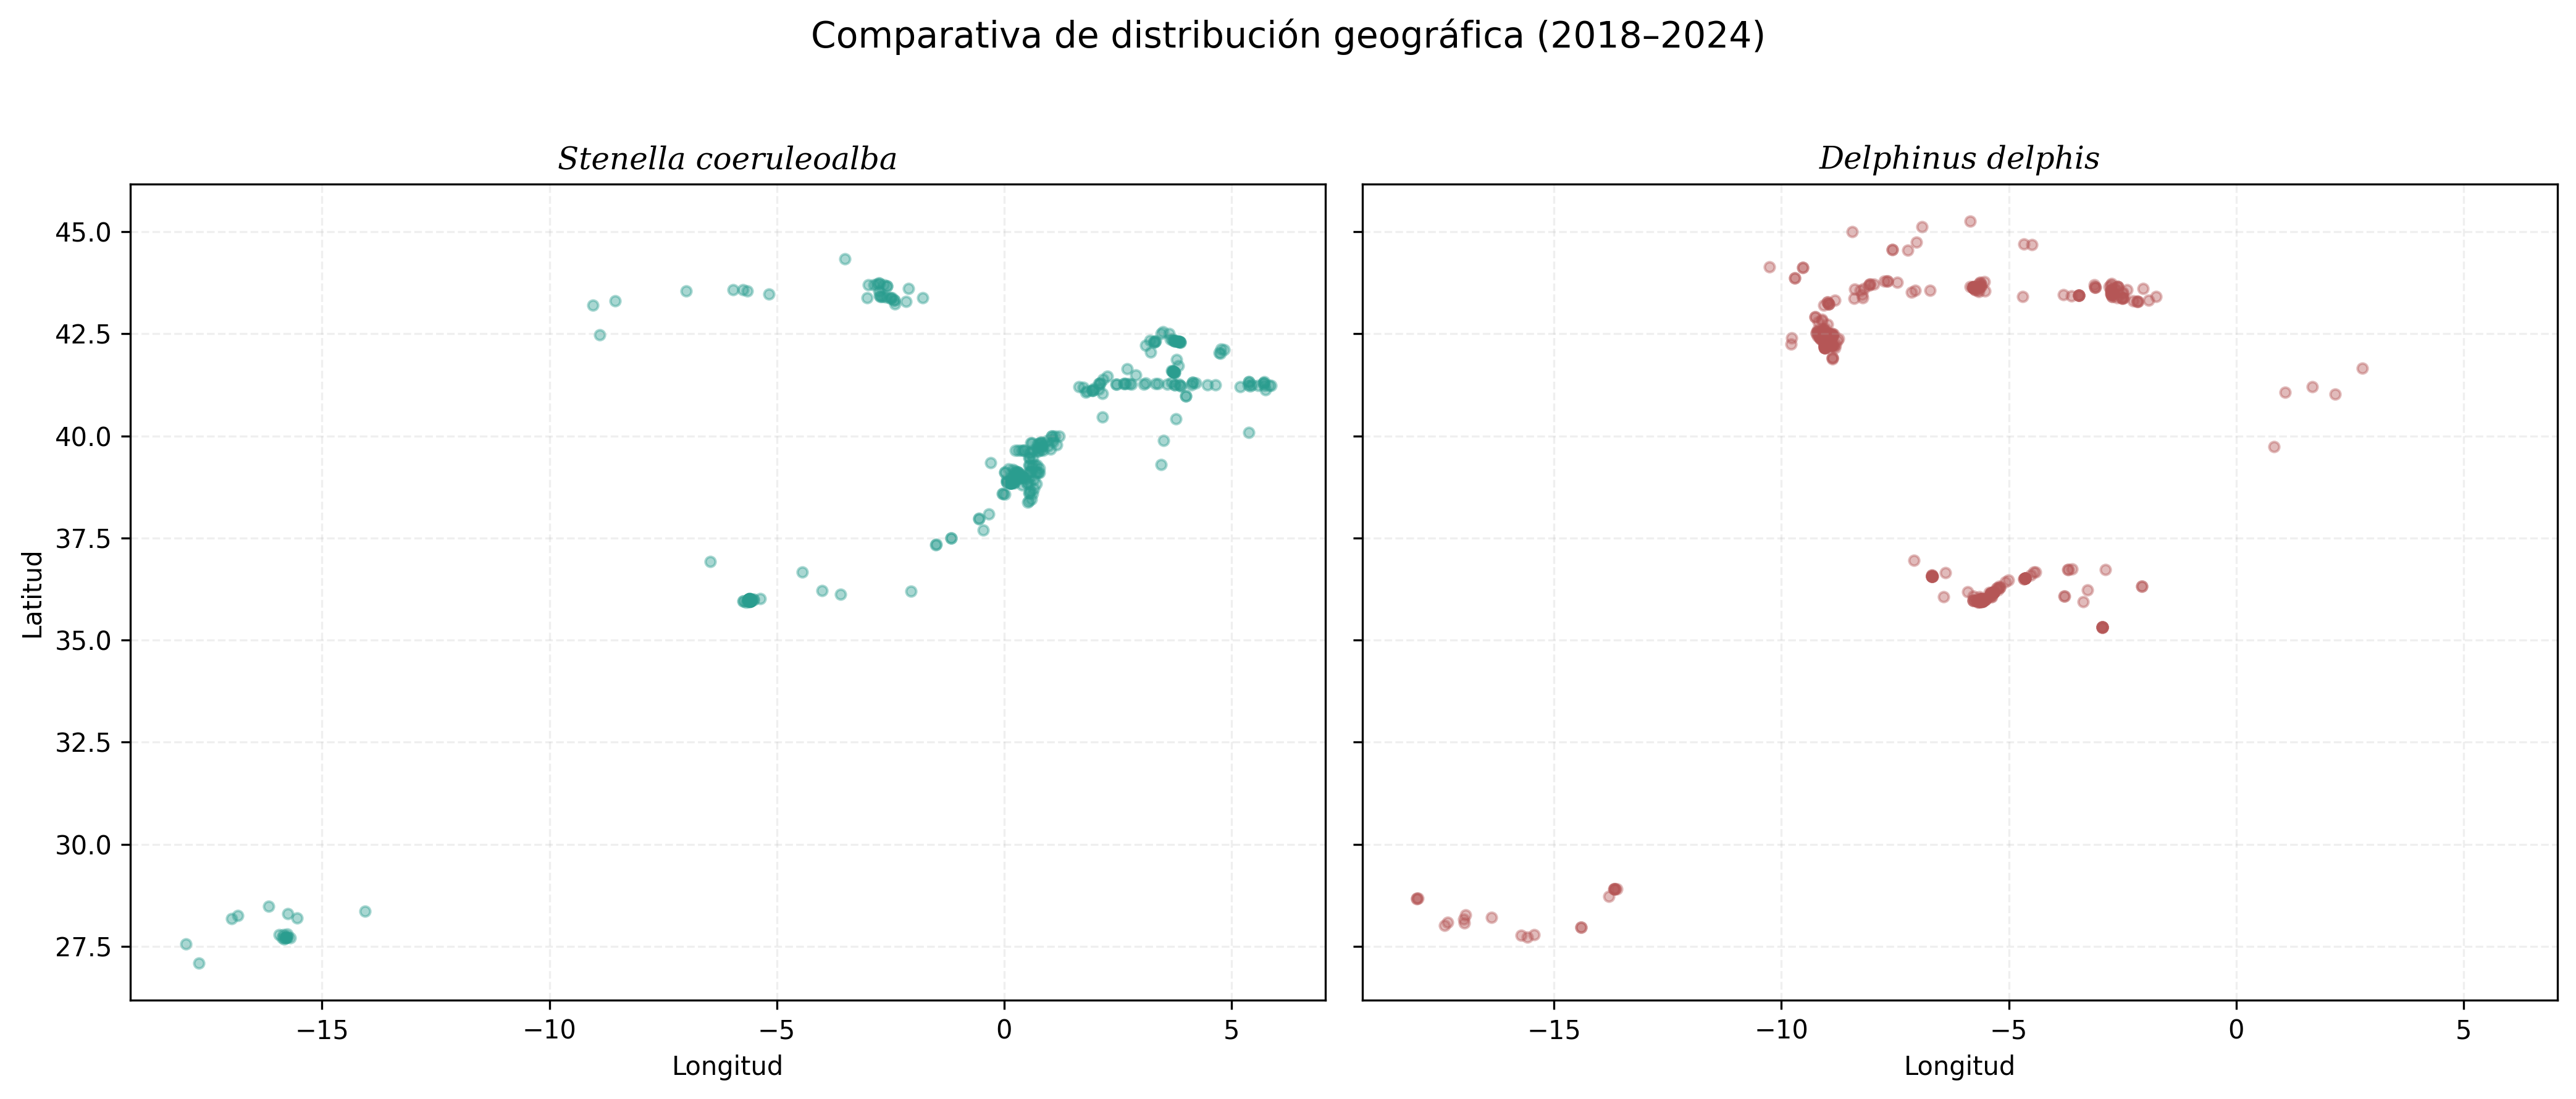 Comparativa de distribución geográfica (2018–2024)
Stenella coeruleoalba
Delphinus delphis
45.0
42.5
40.0
37.5
35.0
32.5
30.0
27.5
Latitud
−15 −10 −5 0 5
Longitud
−15 −10 −5 0 5
Longitud